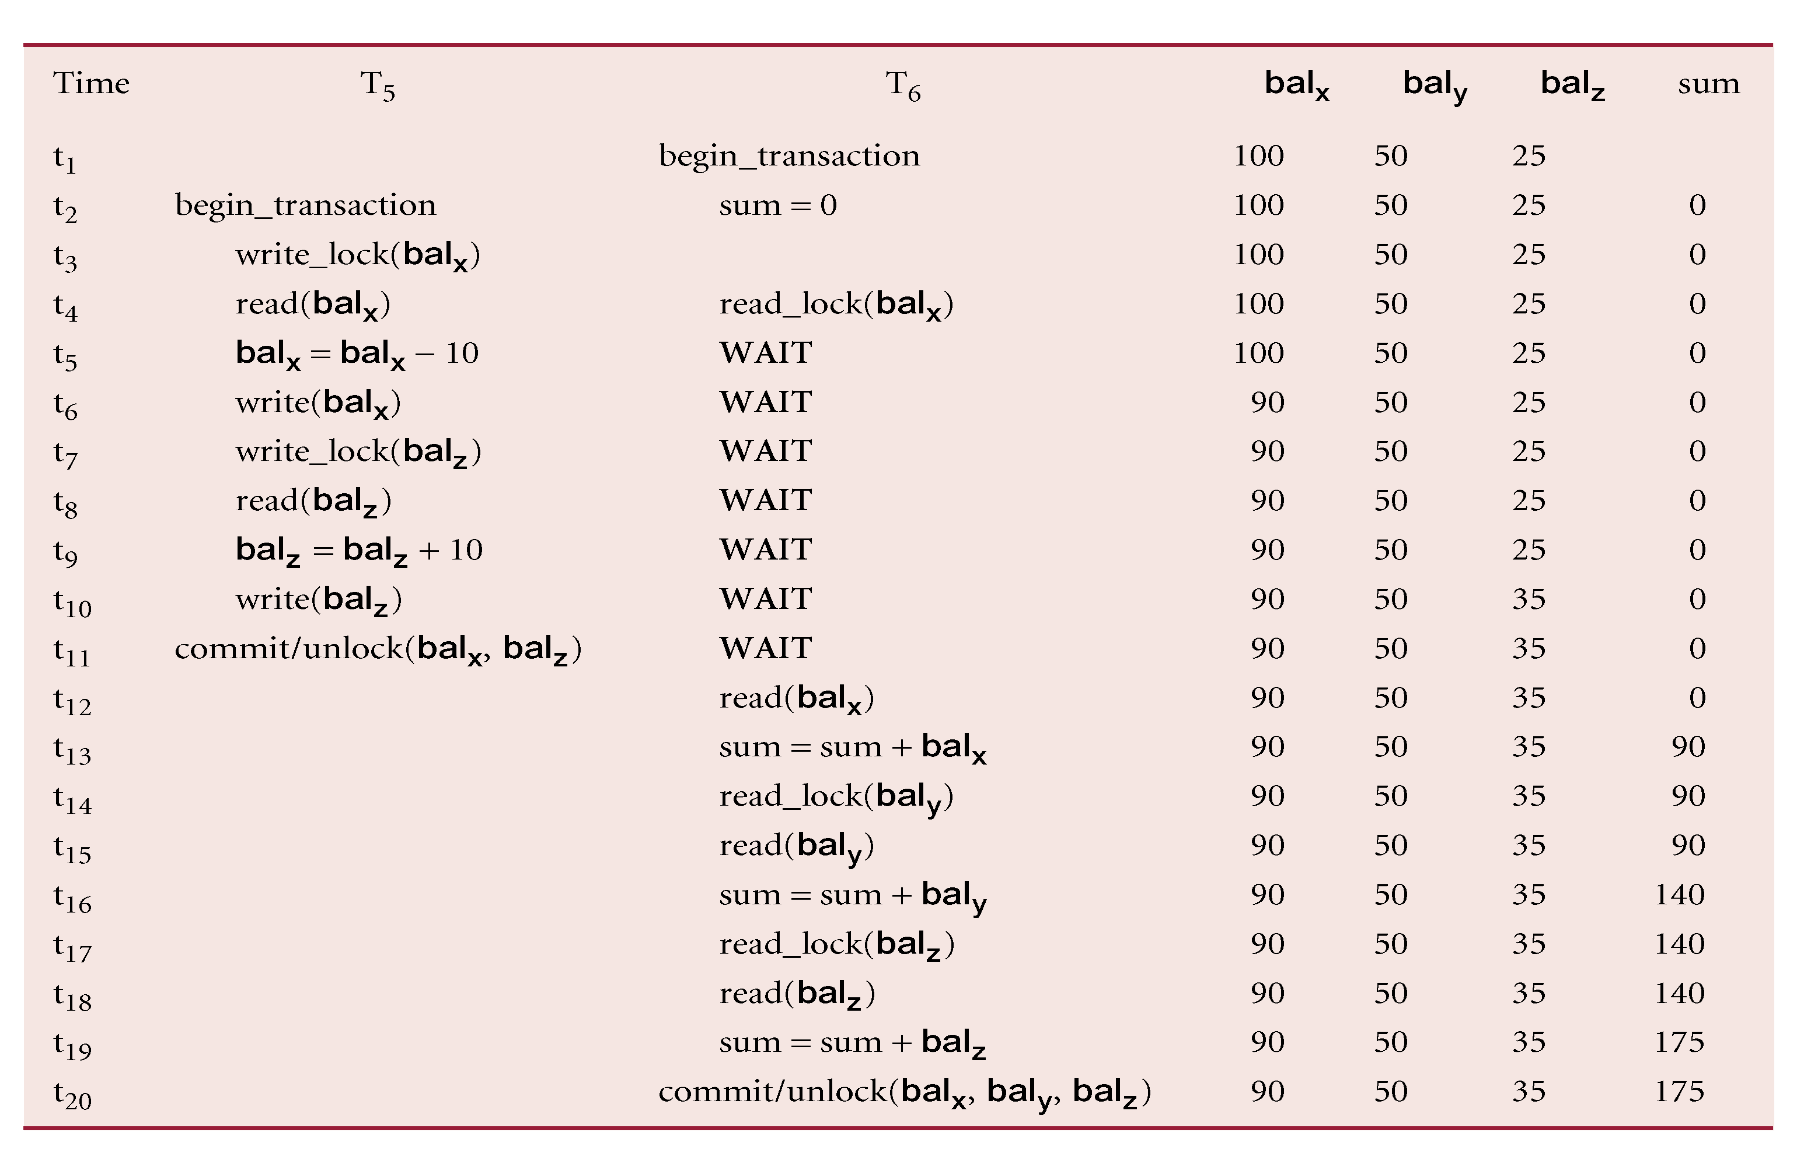 Time T5 T6 balx baly balz sum
t1 begin_transaction 100 50 25
t2 begin_transaction sum = 0 100 50 25 0
t3 write_lock(balx) 100 50 25 0
t4 read(balx) read_lock(balx) 100 50 25 0
t5 balx = balx − 10 WAIT 100 50 25 0
t6 write(balx) WAIT 90 50 25 0
t7 write_lock(balz) WAIT 90 50 25 0
t8 read(balz) WAIT 90 50 25 0
t9 balz = balz + 10 WAIT 90 50 25 0
t10 write(balz) WAIT 90 50 35 0
t11 commit/unlock(balx, balz) WAIT 90 50 35 0
t12 read(balx) 90 50 35 0
t13 sum = sum + balx 90 50 35 90
t14 read_lock(baly) 90 50 35 90
t15 read(baly) 90 50 35 90
t16 sum = sum + baly 90 50 35 140
t17 read_lock(balz) 90 50 35 140
t18 read(balz) 90 50 35 140
t19 sum = sum + balz 90 50 35 175
t20 commit/unlock(balx, baly, balz) 90 50 35 175